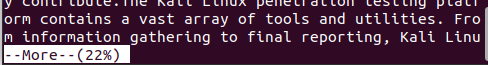 y contribute.The Kali Linux penetration testing platf
orm contains a vast array of tools and utilities. Fro
m information gathering to final reporting, Kali Linu
--More--(22%)